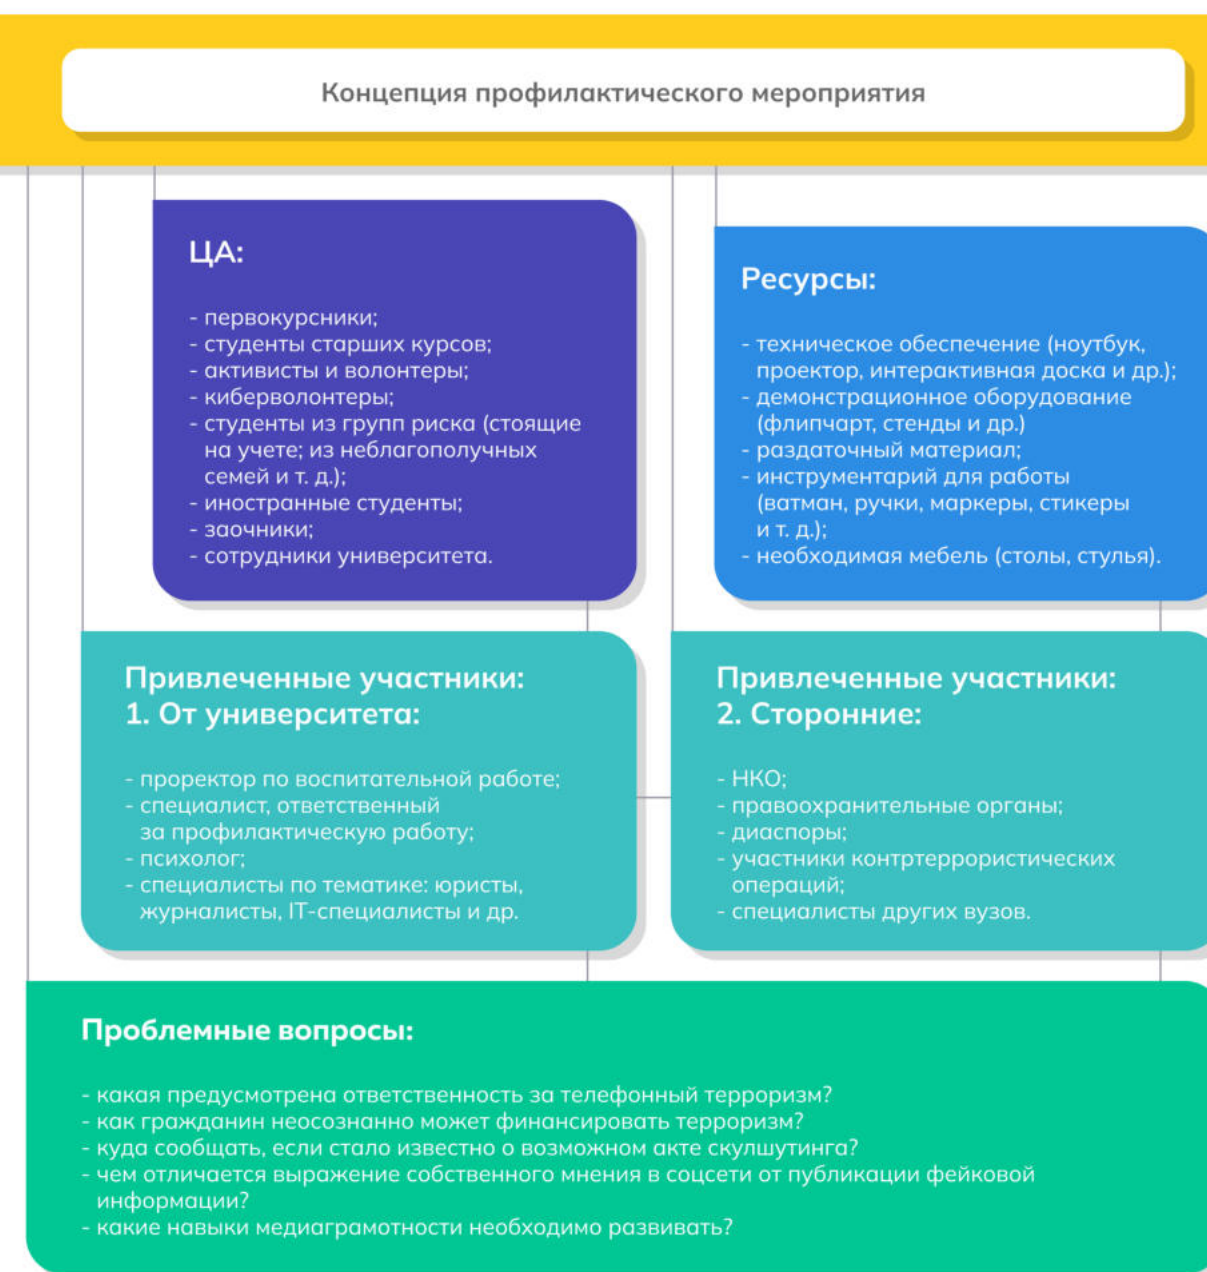 Концепция профилактического мероприятия
ЦА:
- первокурсники;
- студенты старших курсов;
- активисты и волонтеры;
- киберволонтеры;
- студенты из групп риска (стоящие
на учете; из неблагополучных
семей и т. д.);
- иностранные студенты;
- заочники;
- сотрудники университета.
Ресурсы:
- техническое обеспечение (ноутбук,
проектор, интерактивная доска и др.);
- демонстрационное оборудование
(флипчарт, стенды и др.)
- раздаточный материал;
- инструментарий для работы
(ватман, ручки, маркеры, стикеры
и т. д.);
- необходимая мебель (столы, стулья).
Привлеченные участники:
1. От университета:
- проректор по воспитательной работе;
- специалист, ответственный
за профилактическую работу;
- психолог;
- специалисты по тематике: юристы,
журналисты, IT-специалисты и др.
Привлеченные участники:
2. Сторонние:
- НКО;
- правоохранительные органы;
- диаспоры;
- участники контртеррористических
операций;
- специалисты других вузов.
Проблемные вопросы:
- какая предусмотрена ответственность за телефонный терроризм?
- как гражданин неосознанно может финансировать терроризм?
- куда сообщать, если стало известно о возможном акте скулшутинга?
- чем отличается выражение собственного мнения в соцсети от публикации фейковой
информации?
- какие навыки медиаграмотности необходимо развивать?